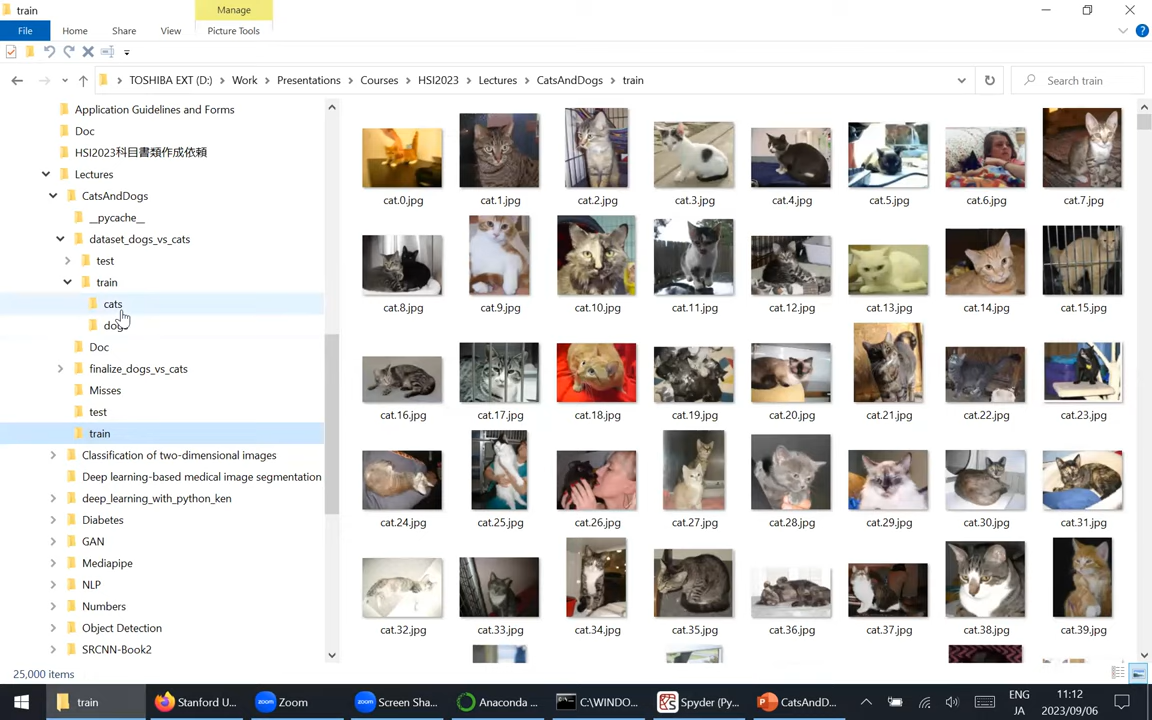 train
Manage
File
Home
Share
View
Picture Tools
TOSHIBA EXT (D:)
Work
Presentations
Courses
HSI2023
Lectures
CatsAndDogs
train
Search train
Application Guidelines and Forms
Doc
HSI2023科目書類作成依頼
Lectures
CatsAndDogs
__pycache__
dataset_dogs_vs_cats
test
train
cats
dogs
Doc
finalize_dogs_vs_cats
Misses
test
train
Classification of two-dimensional images
Deep learning-based medical image segmentation
deep_learning_with_python_ken
Diabetes
GAN
Mediapipe
NLP
Numbers
Object Detection
SRCNN-Book2
cat.0.jpg
cat.1.jpg
cat.2.jpg
cat.3.jpg
cat.4.jpg
cat.5.jpg
cat.6.jpg
cat.7.jpg
cat.8.jpg
cat.9.jpg
cat.10.jpg
cat.11.jpg
cat.12.jpg
cat.13.jpg
cat.14.jpg
cat.15.jpg
cat.16.jpg
cat.17.jpg
cat.18.jpg
cat.19.jpg
cat.20.jpg
cat.21.jpg
cat.22.jpg
cat.23.jpg
cat.24.jpg
cat.25.jpg
cat.26.jpg
cat.27.jpg
cat.28.jpg
cat.29.jpg
cat.30.jpg
cat.31.jpg
cat.32.jpg
cat.33.jpg
cat.34.jpg
cat.35.jpg
cat.36.jpg
cat.37.jpg
cat.38.jpg
cat.39.jpg
25,000 items
train
Stanford U...
zoom
Zoom
zoom
Screen Sha...
Anaconda ...
C:\WINDO...
Spyder (Py...
CatsAndD...
ENG
JA
11:12
2023/09/06